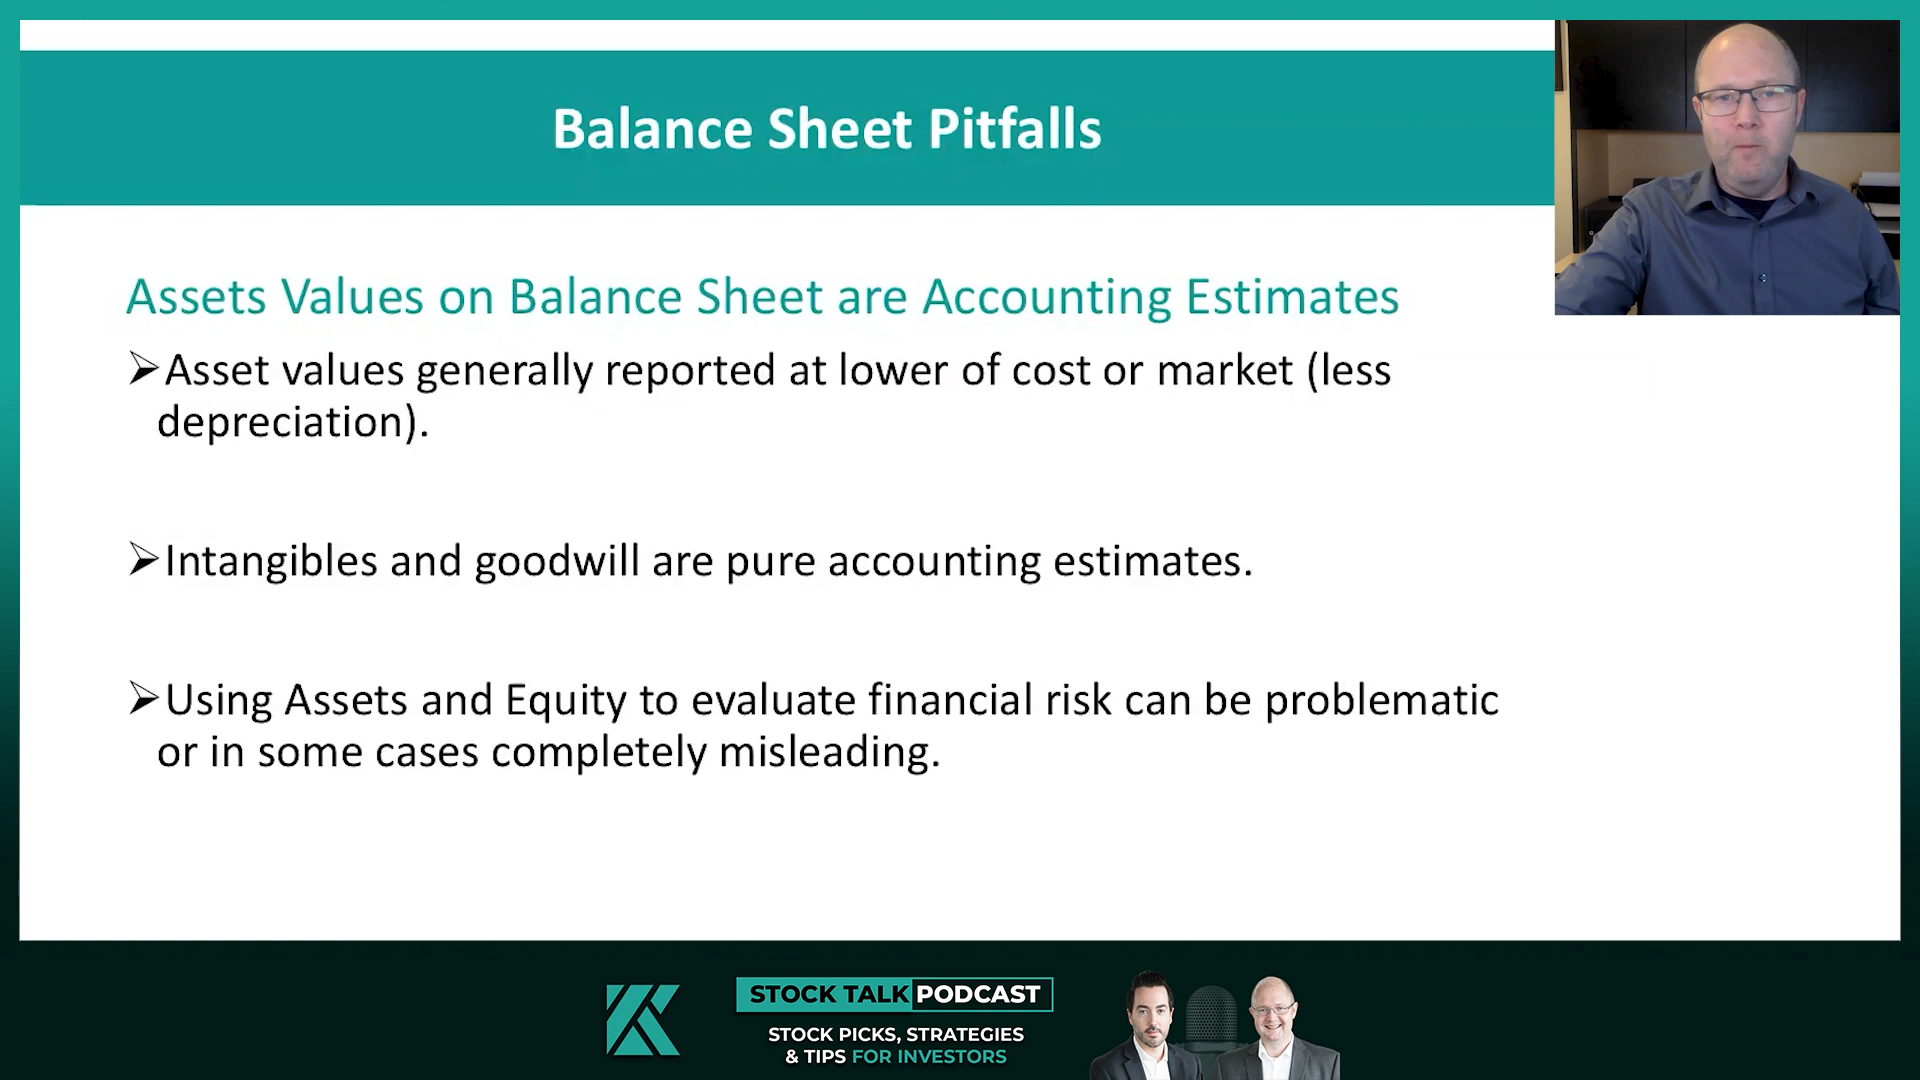 Balance Sheet Pitfalls
Assets Values on Balance Sheet are Accounting Estimates
➢Asset values generally reported at lower of cost or market (less
depreciation).
➢Intangibles and goodwill are pure accounting estimates.
➢Using Assets and Equity to evaluate financial risk can be problematic
or in some cases completely misleading.
STOCK TALK PODCAST
STOCK PICKS, STRATEGIES
& TIPS FOR INVESTORS